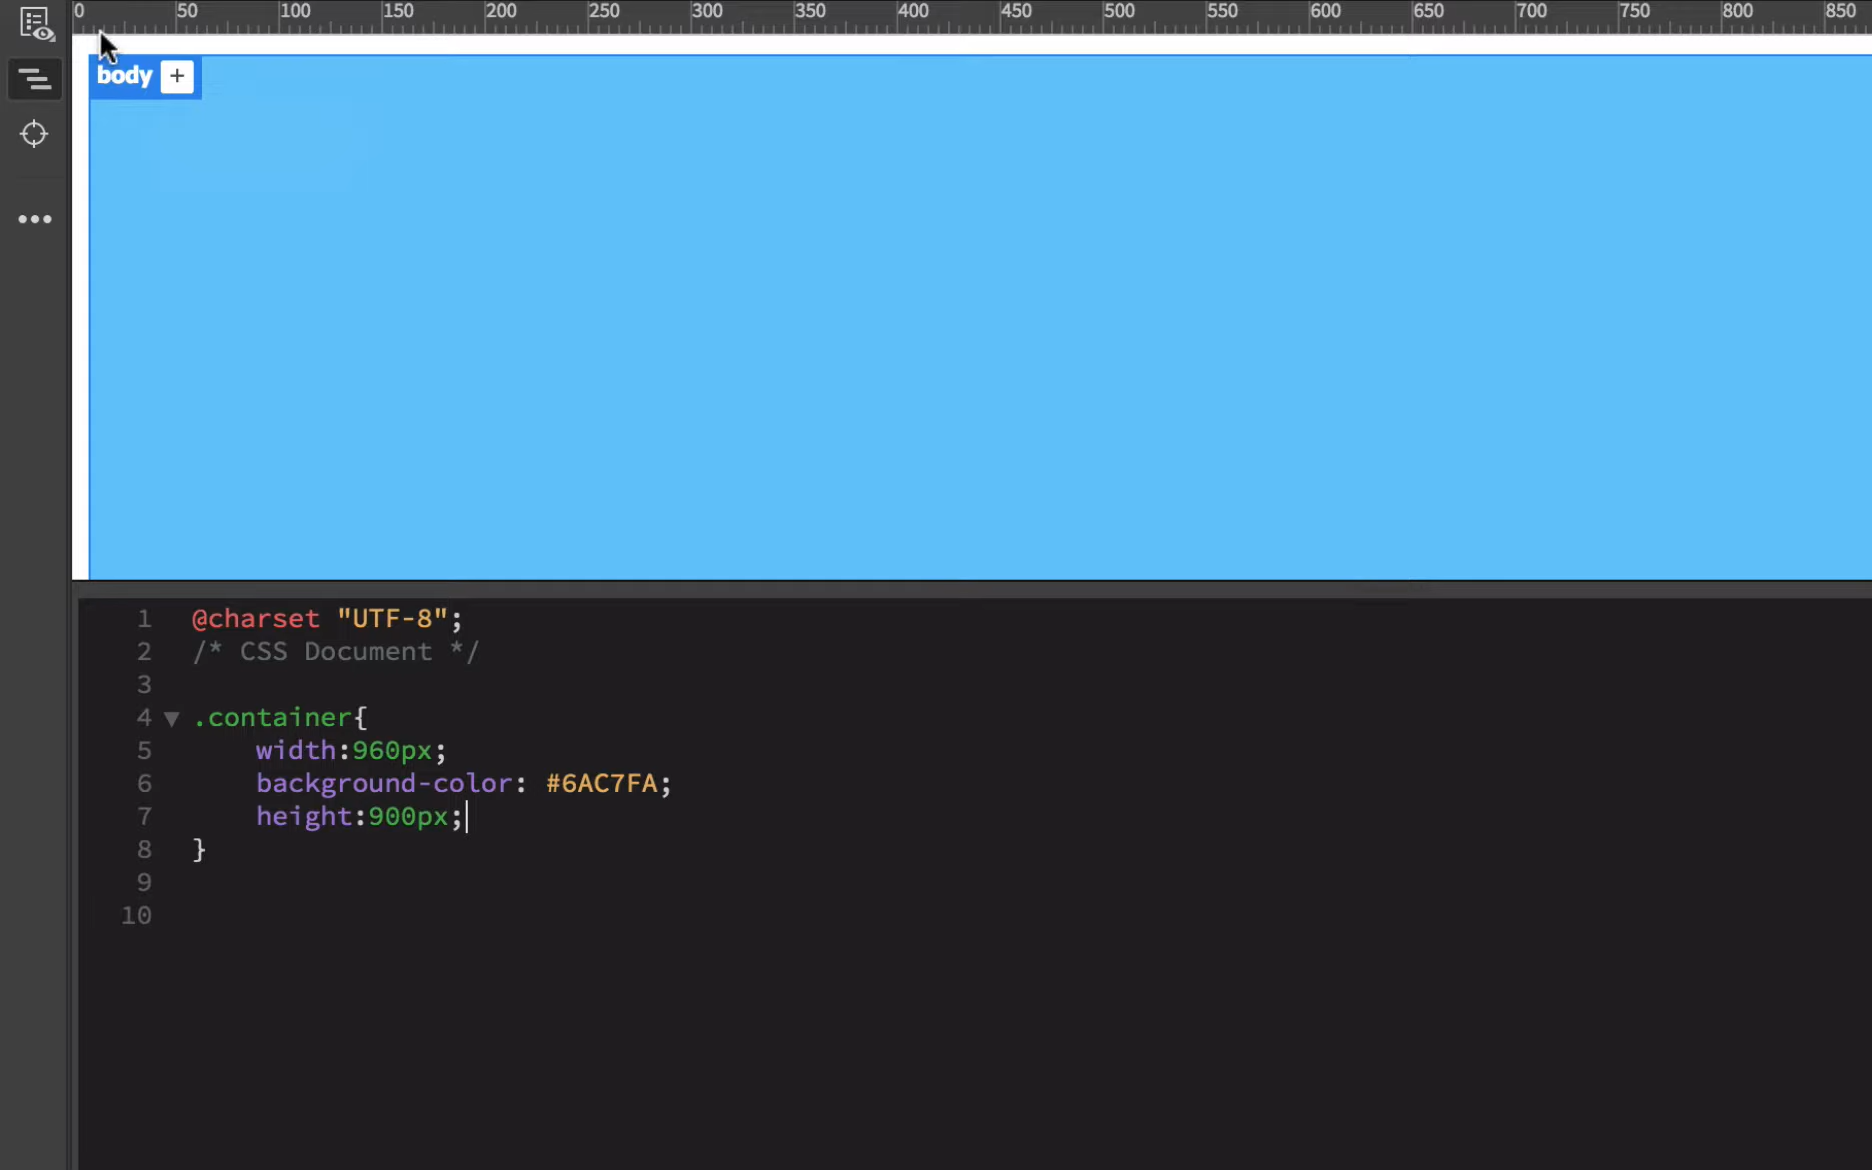 0 50 100 150 200 250 300 350 400 450 500 550 600 650 700 750 800 850
body +
1 @charset "UTF-8";
2 /* CSS Document */
3
4 .container{
5 width:960px;
6 background-color: #6AC7FA;
7 height:900px;
8 }
9
10